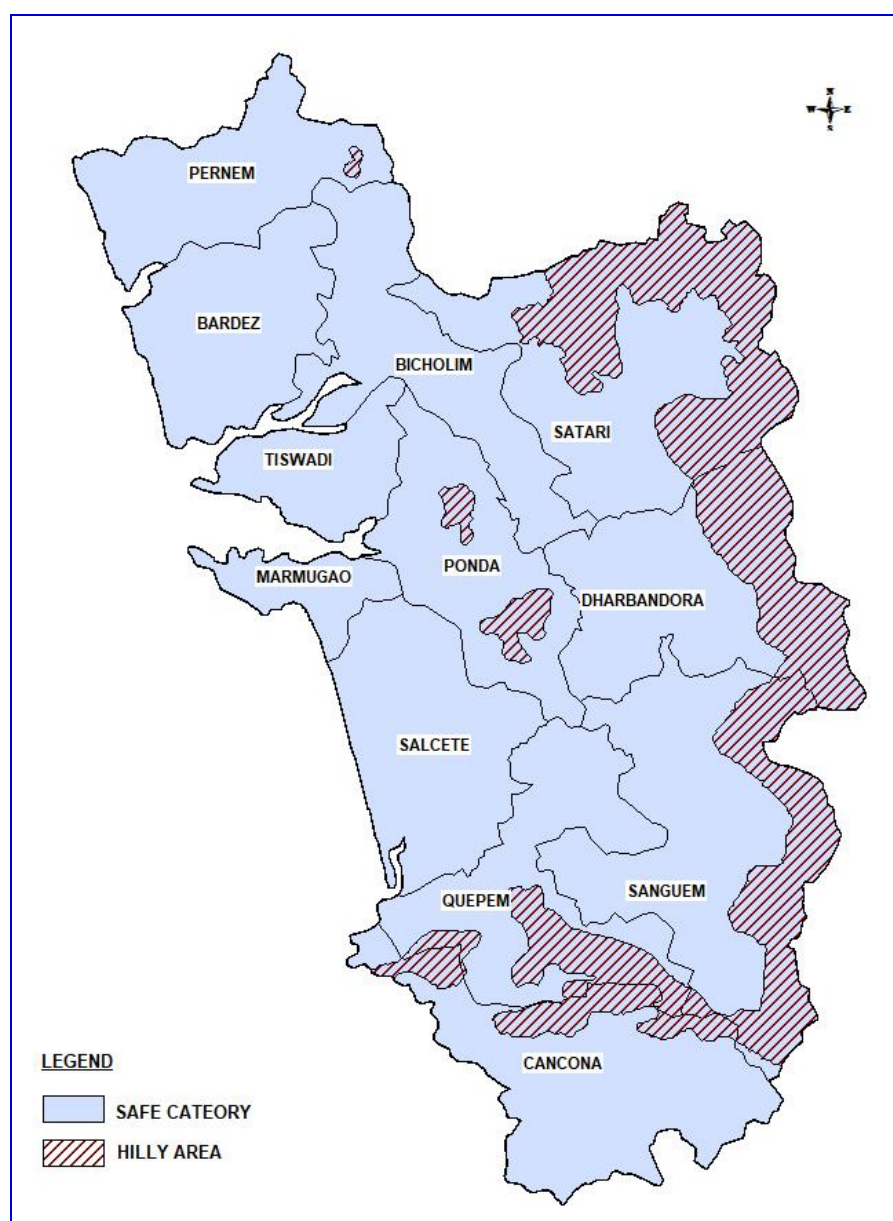 N
W E
S
PERNEM
BARDEZ
BICHOLIM
SATARI
TISWADI
PONDA
MARMUGAO
DHARBANDORA
SALCETE
SANGUEM
QUEPEM
CANCONA
LEGEND
SAFE CATEORY
HILLY AREA